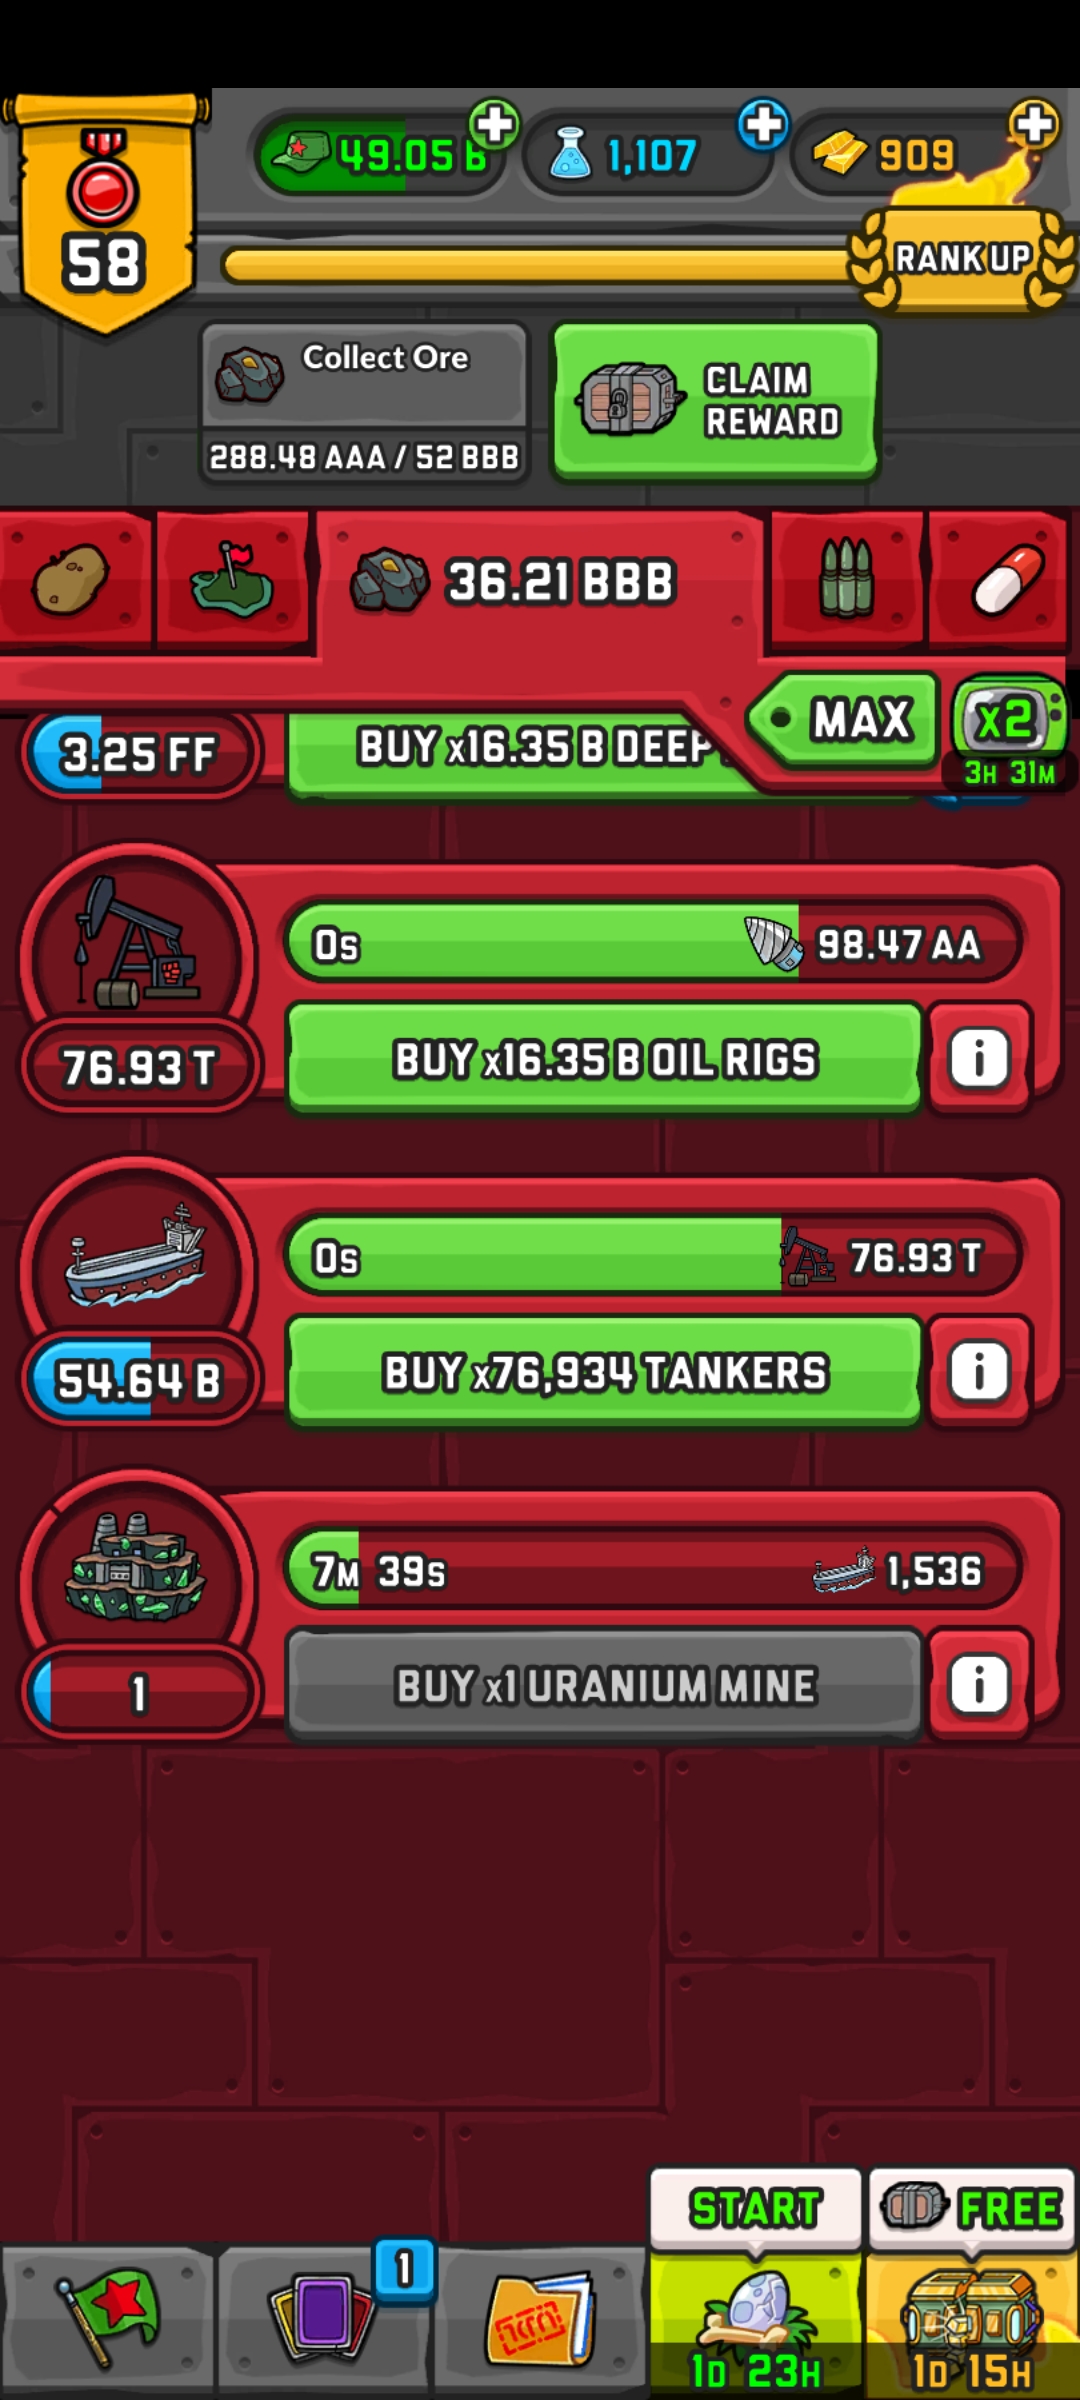 49.05 B
1,107
909
58
RANK UP
Collect Ore
288.48 AAA / 52 BBB
CLAIM
REWARD
36.21 BBB
MAX
x2
3H 31M
3.25 FF
BUY x16.35 B DEEP
0s
98.47 AA
76.93 T
BUY x16.35 B OIL RIGS
i
0s
76.93 T
54.64 B
BUY x76,934 TANKERS
i
7M 39s
1,536
1
BUY x1 URANIUM MINE
i
START
FREE
1
1D 23H
1D 15H